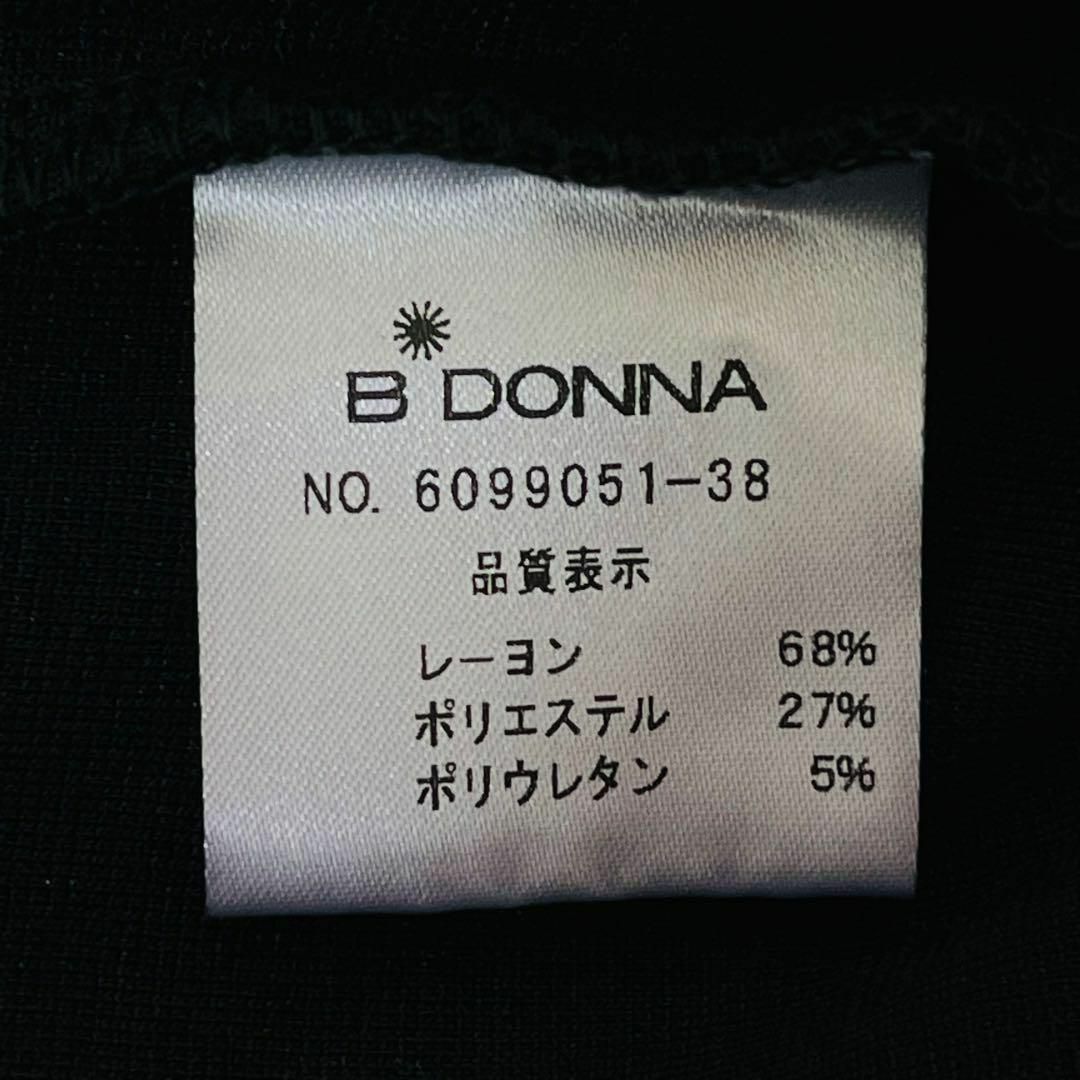 B DONNA
NO. 6099051-38
品質表示
レーヨン 68%
ポリエステル 27%
ポリウレタン 5%